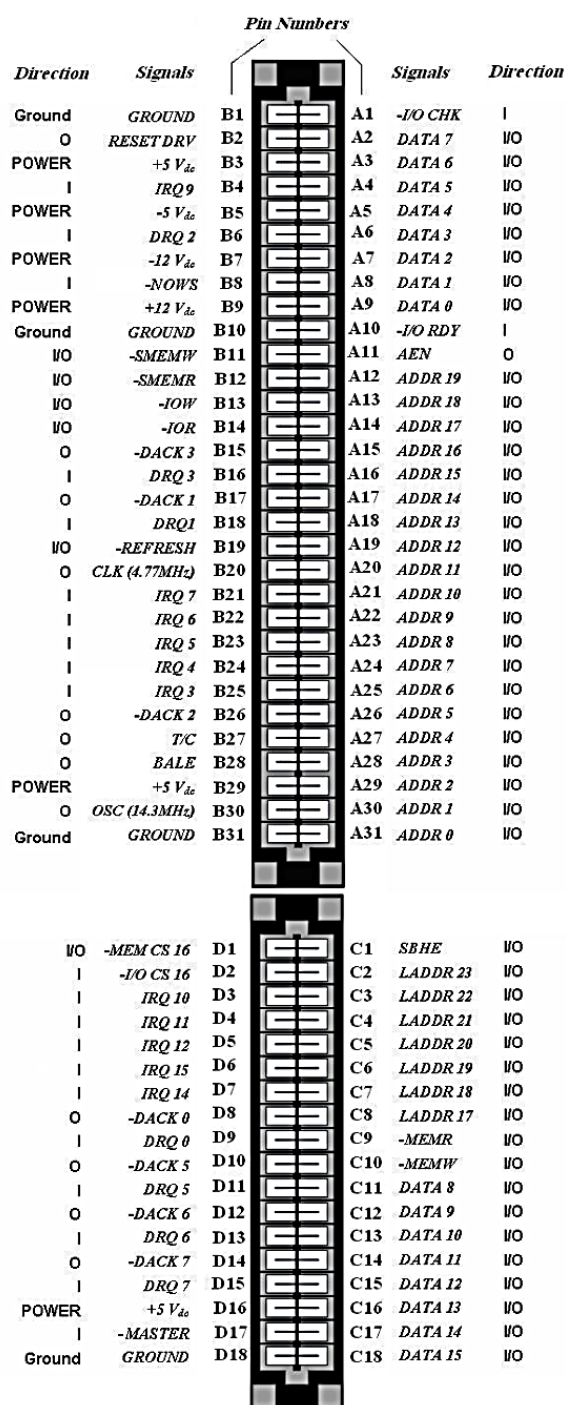 Pin Numbers
Direction Signals Signals Direction
Ground GROUND B1 A1 -I/O CHK I
O RESET DRV B2 A2 DATA 7 I/O
POWER +5 Vdc B3 A3 DATA 6 I/O
I IRQ 9 B4 A4 DATA 5 I/O
POWER -5 Vdc B5 A5 DATA 4 I/O
I DRQ 2 B6 A6 DATA 3 I/O
POWER -12 Vdc B7 A7 DATA 2 I/O
I -NOWS B8 A8 DATA 1 I/O
POWER +12 Vdc B9 A9 DATA 0 I/O
Ground GROUND B10 A10 -I/O RDY I
I/O -SMEMW B11 A11 AEN O
I/O -SMEMR B12 A12 ADDR 19 I/O
I/O -IOW B13 A13 ADDR 18 I/O
I/O -IOR B14 A14 ADDR 17 I/O
O -DACK 3 B15 A15 ADDR 16 I/O
I DRQ 3 B16 A16 ADDR 15 I/O
O -DACK 1 B17 A17 ADDR 14 I/O
I DRQ1 B18 A18 ADDR 13 I/O
I/O -REFRESH B19 A19 ADDR 12 I/O
O CLK (4.77MHz) B20 A20 ADDR 11 I/O
I IRQ 7 B21 A21 ADDR 10 I/O
I IRQ 6 B22 A22 ADDR 9 I/O
I IRQ 5 B23 A23 ADDR 8 I/O
I IRQ 4 B24 A24 ADDR 7 I/O
I IRQ 3 B25 A25 ADDR 6 I/O
O -DACK 2 B26 A26 ADDR 5 I/O
O T/C B27 A27 ADDR 4 I/O
O BALE B28 A28 ADDR 3 I/O
POWER +5 Vdc B29 A29 ADDR 2 I/O
O OSC (14.3MHz) B30 A30 ADDR 1 I/O
Ground GROUND B31 A31 ADDR 0 I/O
I/O -MEM CS 16 D1 C1 SBHE I/O
I -I/O CS 16 D2 C2 LADDR 23 I/O
I IRQ 10 D3 C3 LADDR 22 I/O
I IRQ 11 D4 C4 LADDR 21 I/O
I IRQ 12 D5 C5 LADDR 20 I/O
I IRQ 15 D6 C6 LADDR 19 I/O
I IRQ 14 D7 C7 LADDR 18 I/O
O -DACK 0 D8 C8 LADDR 17 I/O
I DRQ 0 D9 C9 -MEMR I/O
O -DACK 5 D10 C10 -MEMW I/O
I DRQ 5 D11 C11 DATA 8 I/O
O -DACK 6 D12 C12 DATA 9 I/O
I DRQ 6 D13 C13 DATA 10 I/O
O -DACK 7 D14 C14 DATA 11 I/O
I DRQ 7 D15 C15 DATA 12 I/O
POWER +5 Vdc D16 C16 DATA 13 I/O
I -MASTER D17 C17 DATA 14 I/O
Ground GROUND D18 C18 DATA 15 I/O